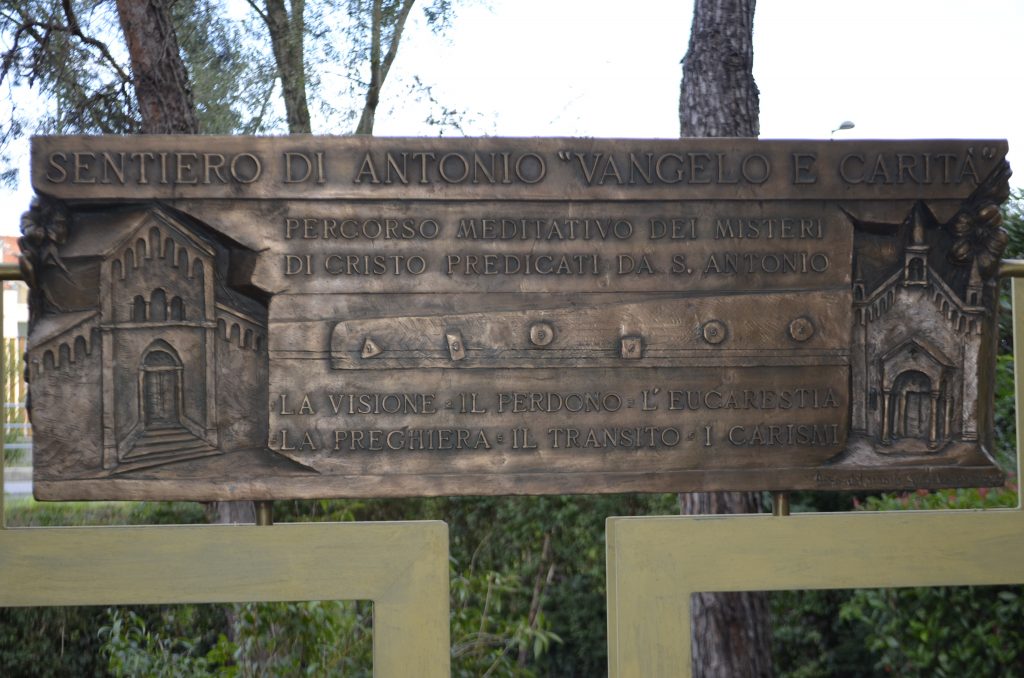 SENTIERO DI ANTONIO "VANGELO E CARITÀ"
PERCORSO MEDITATIVO DEI MISTERI
DI CRISTO PREDICATI DA S. ANTONIO
LA VISIONE - IL PERDONO - L'EUCARESTIA
LA PREGHIERA - IL TRANSITO - I CARISMI